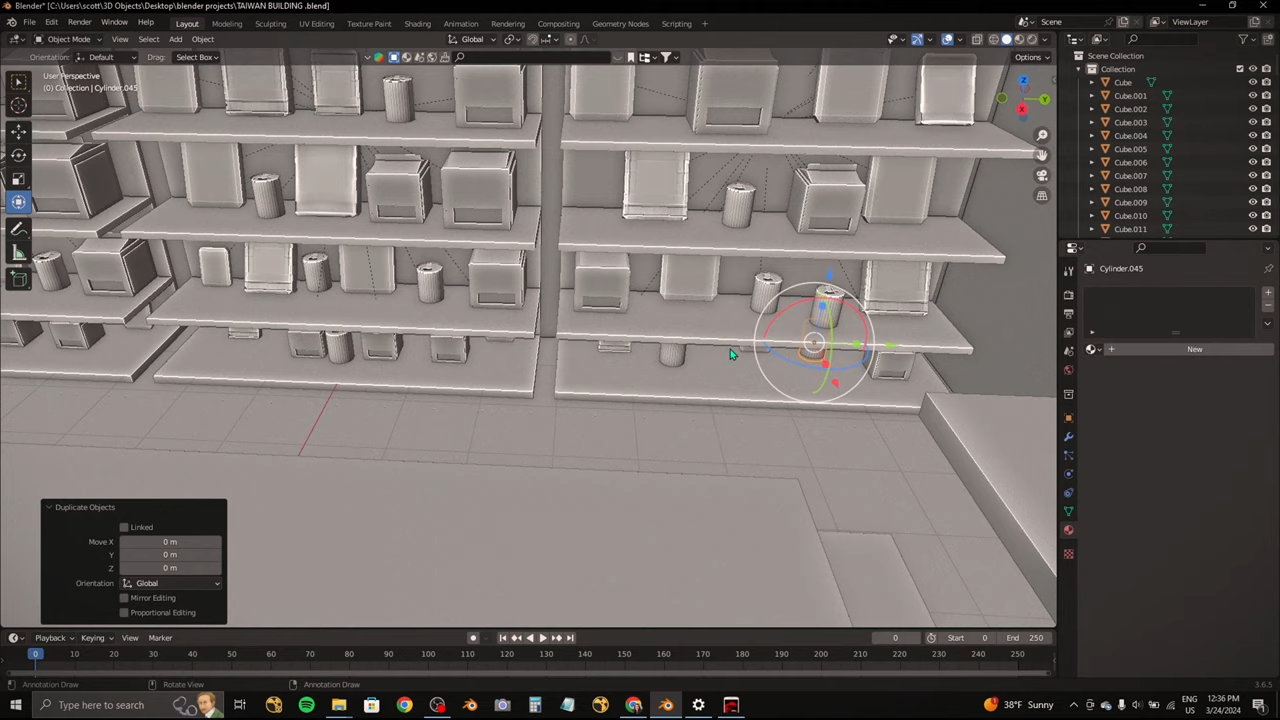 Blender* [C:\Users\scott\3D Objects\Desktop\blender projects\TAIWAN BUILDING .blend]
File Edit Render Window Help Layout Modeling Sculpting UV Editing Texture Paint Shading Animation Rendering Compositing Geometry Nodes Scripting + Scene ViewLayer
Object Mode View Select Add Object Global
Orientation: Default Drag: Select Box Options
User Perspective
(0) Collection | Cylinder.045
Z
Y
X
Scene Collection
Collection
Cube
Cube.001
Cube.002
Cube.003
Cube.004
Cube.005
Cube.006
Cube.007
Cube.008
Cube.009
Cube.010
Cube.011
Cylinder.045
New
Duplicate Objects
Linked
Move X 0 m
Y 0 m
Z 0 m
Orientation Global
Mirror Editing
Proportional Editing
Playback Keying View Marker 0 Start 0 End 250
0 10 20 30 40 50 60 70 80 90 100 110 120 130 140 150 160 170 180 190 200 210 220 230 240 250
Annotation Draw Rotate View Annotation Draw 3.6.5
Type here to search 38°F Sunny ENG US 12:36 PM 3/24/2024